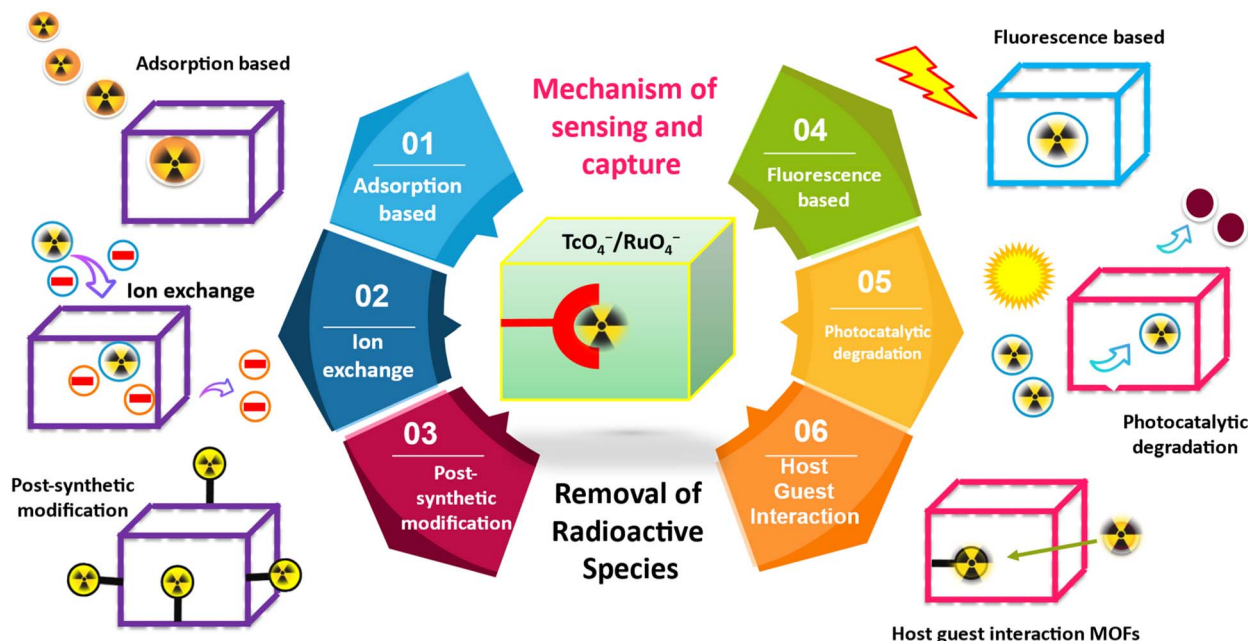 Adsorption based
Ion exchange
Post-synthetic
modification
01
Adsorption
based
02
Ion
exchange
03
Post-
synthetic
modification
Mechanism of
sensing and
capture
TcO₄⁻/RuO₄⁻
Removal of
Radioactive
Species
04
Fluorescence
based
05
Photocatalytic
degradation
06
Host
Guest
Interaction
Fluorescence based
Photocatalytic
degradation
Host guest interaction MOFs